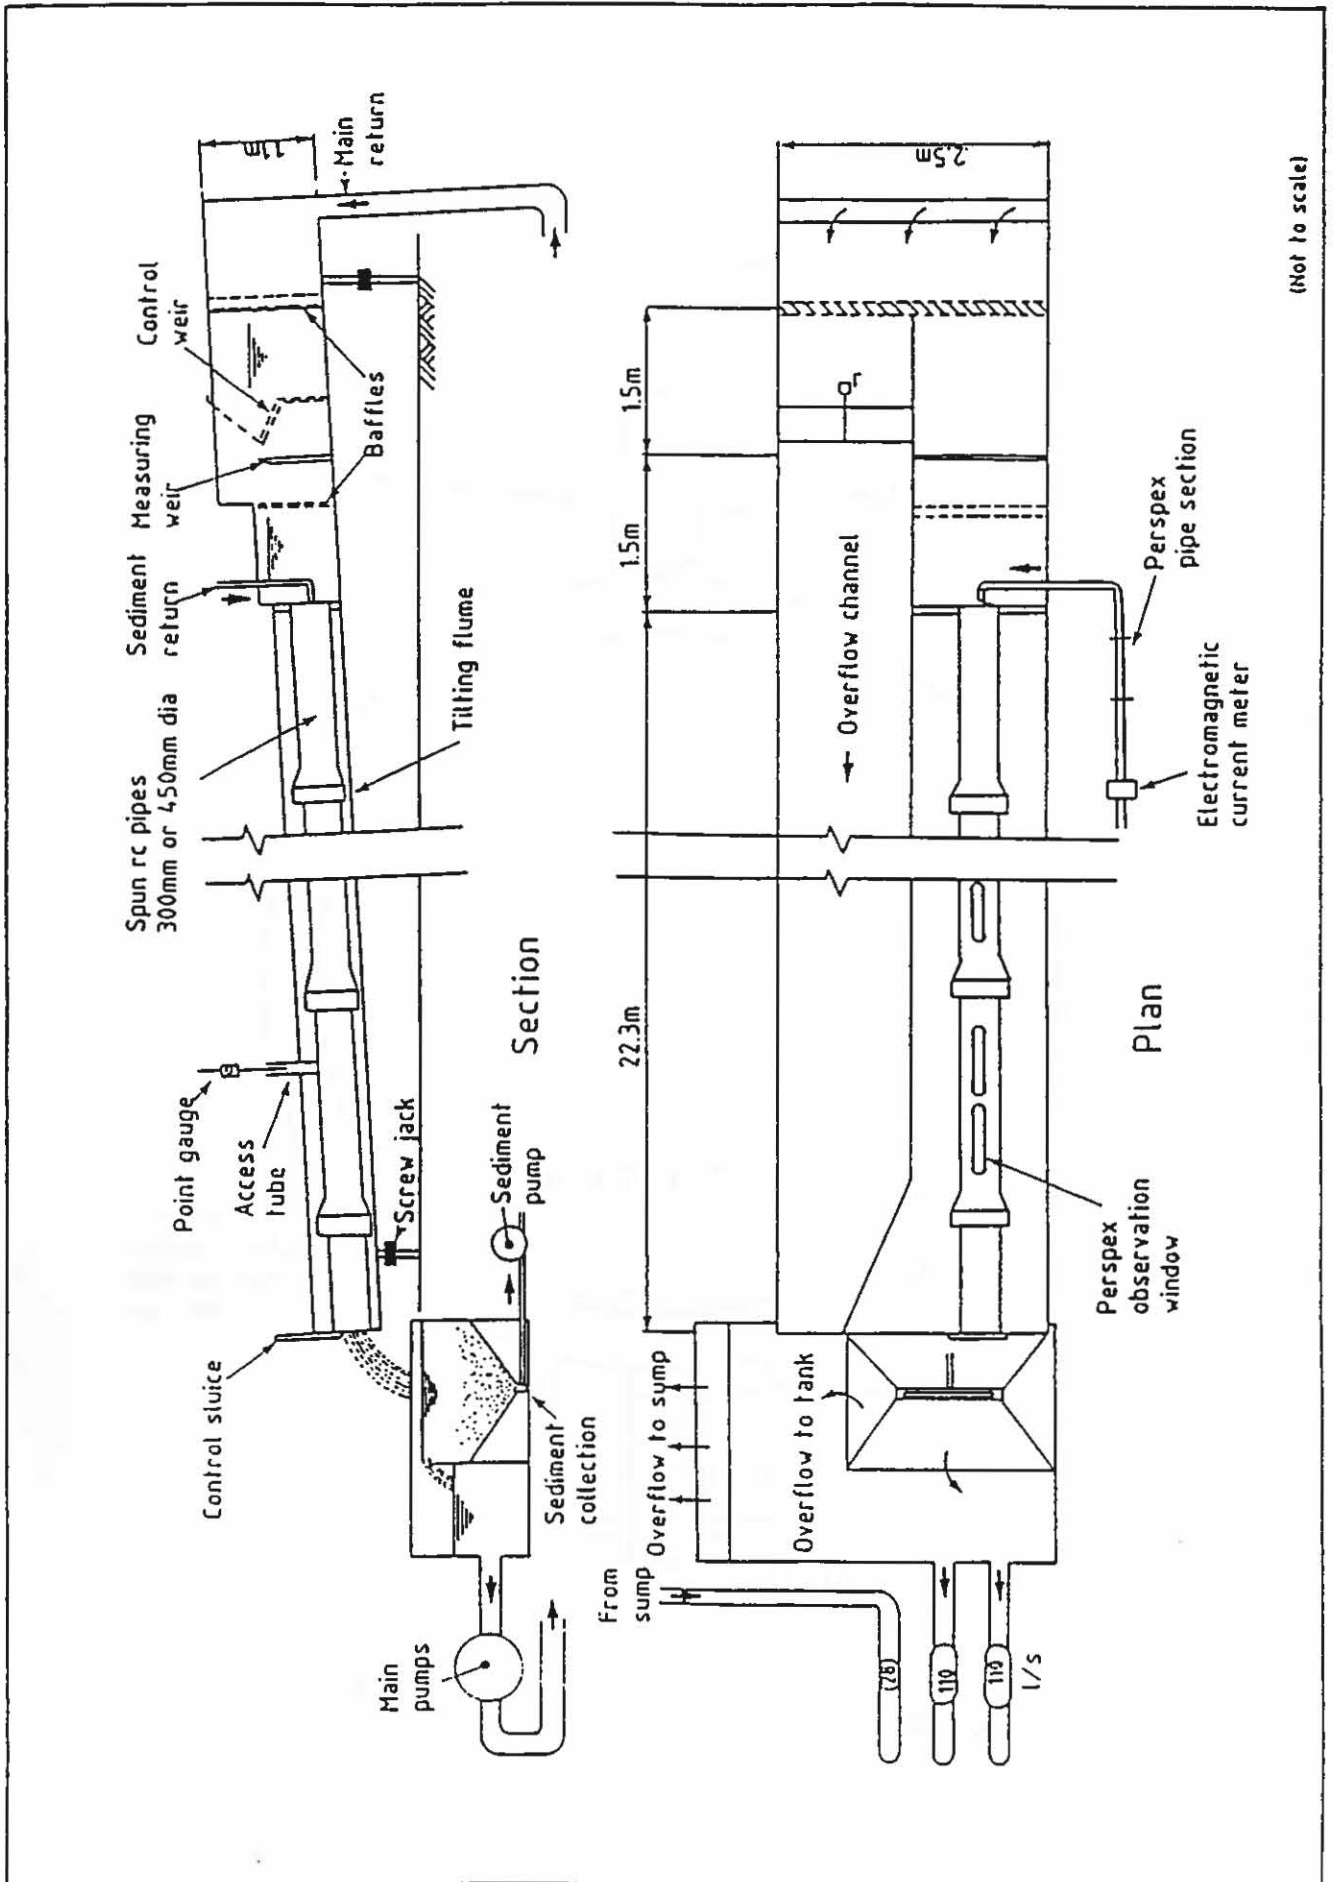 Control sluice
Point gauge
Access
tube
Spun rc pipes
300mm or 450mm dia
Sediment
return
Measuring
weir
Control
weir
1.1m
Main
return
Baffles
Tilting flume
Screw jack
Sediment
pump
Sediment
collection
Main
pumps
Section
22.3m
1.5m
1.5m
From
sump
Overflow to sump
Overflow to tank
Overflow channel
2.5m
110
110
l/s
Perspex
observation
window
Plan
Electromagnetic
current meter
Perspex
pipe section
(Not to scale)